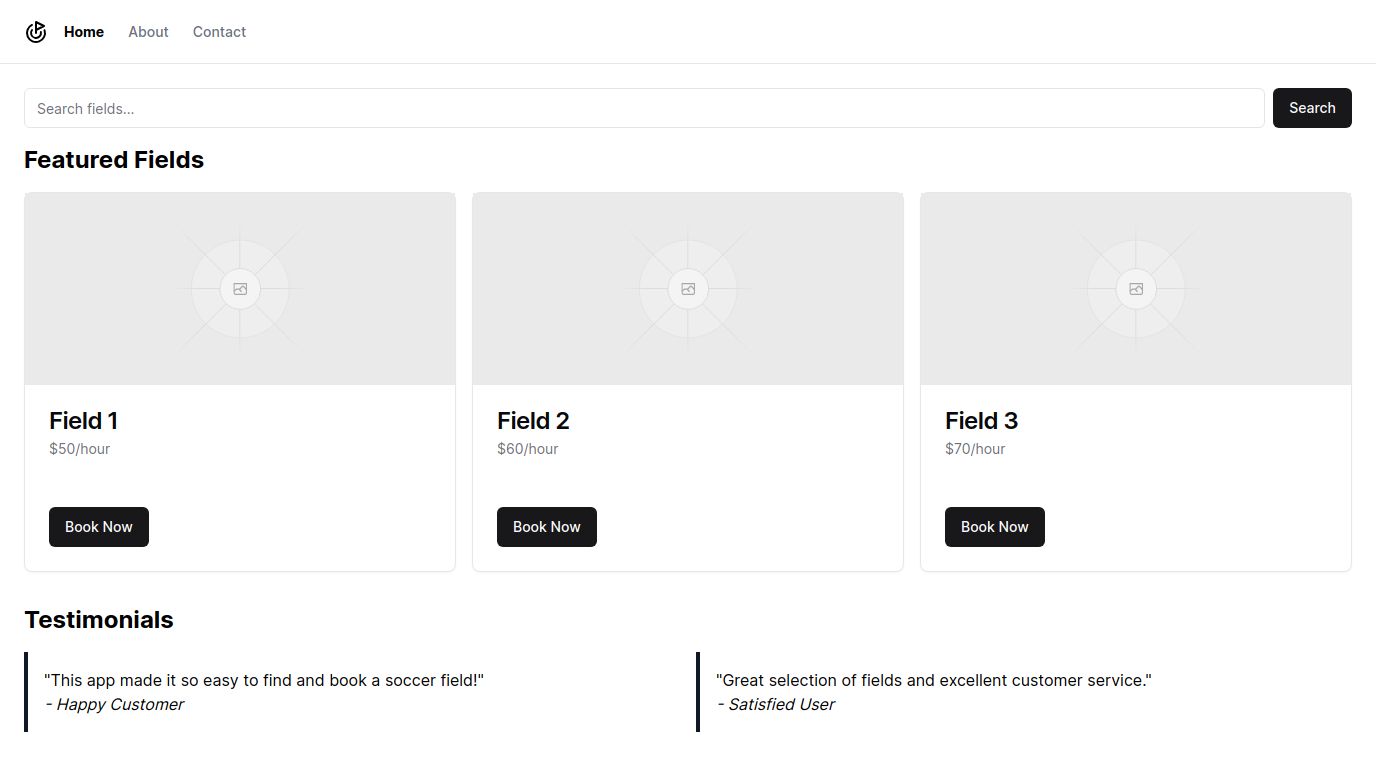 Home About Contact
Search fields...
Search
Featured Fields
Field 1
$50/hour
Book Now
Field 2
$60/hour
Book Now
Field 3
$70/hour
Book Now
Testimonials
"This app made it so easy to find and book a soccer field!"
- Happy Customer
"Great selection of fields and excellent customer service."
- Satisfied User